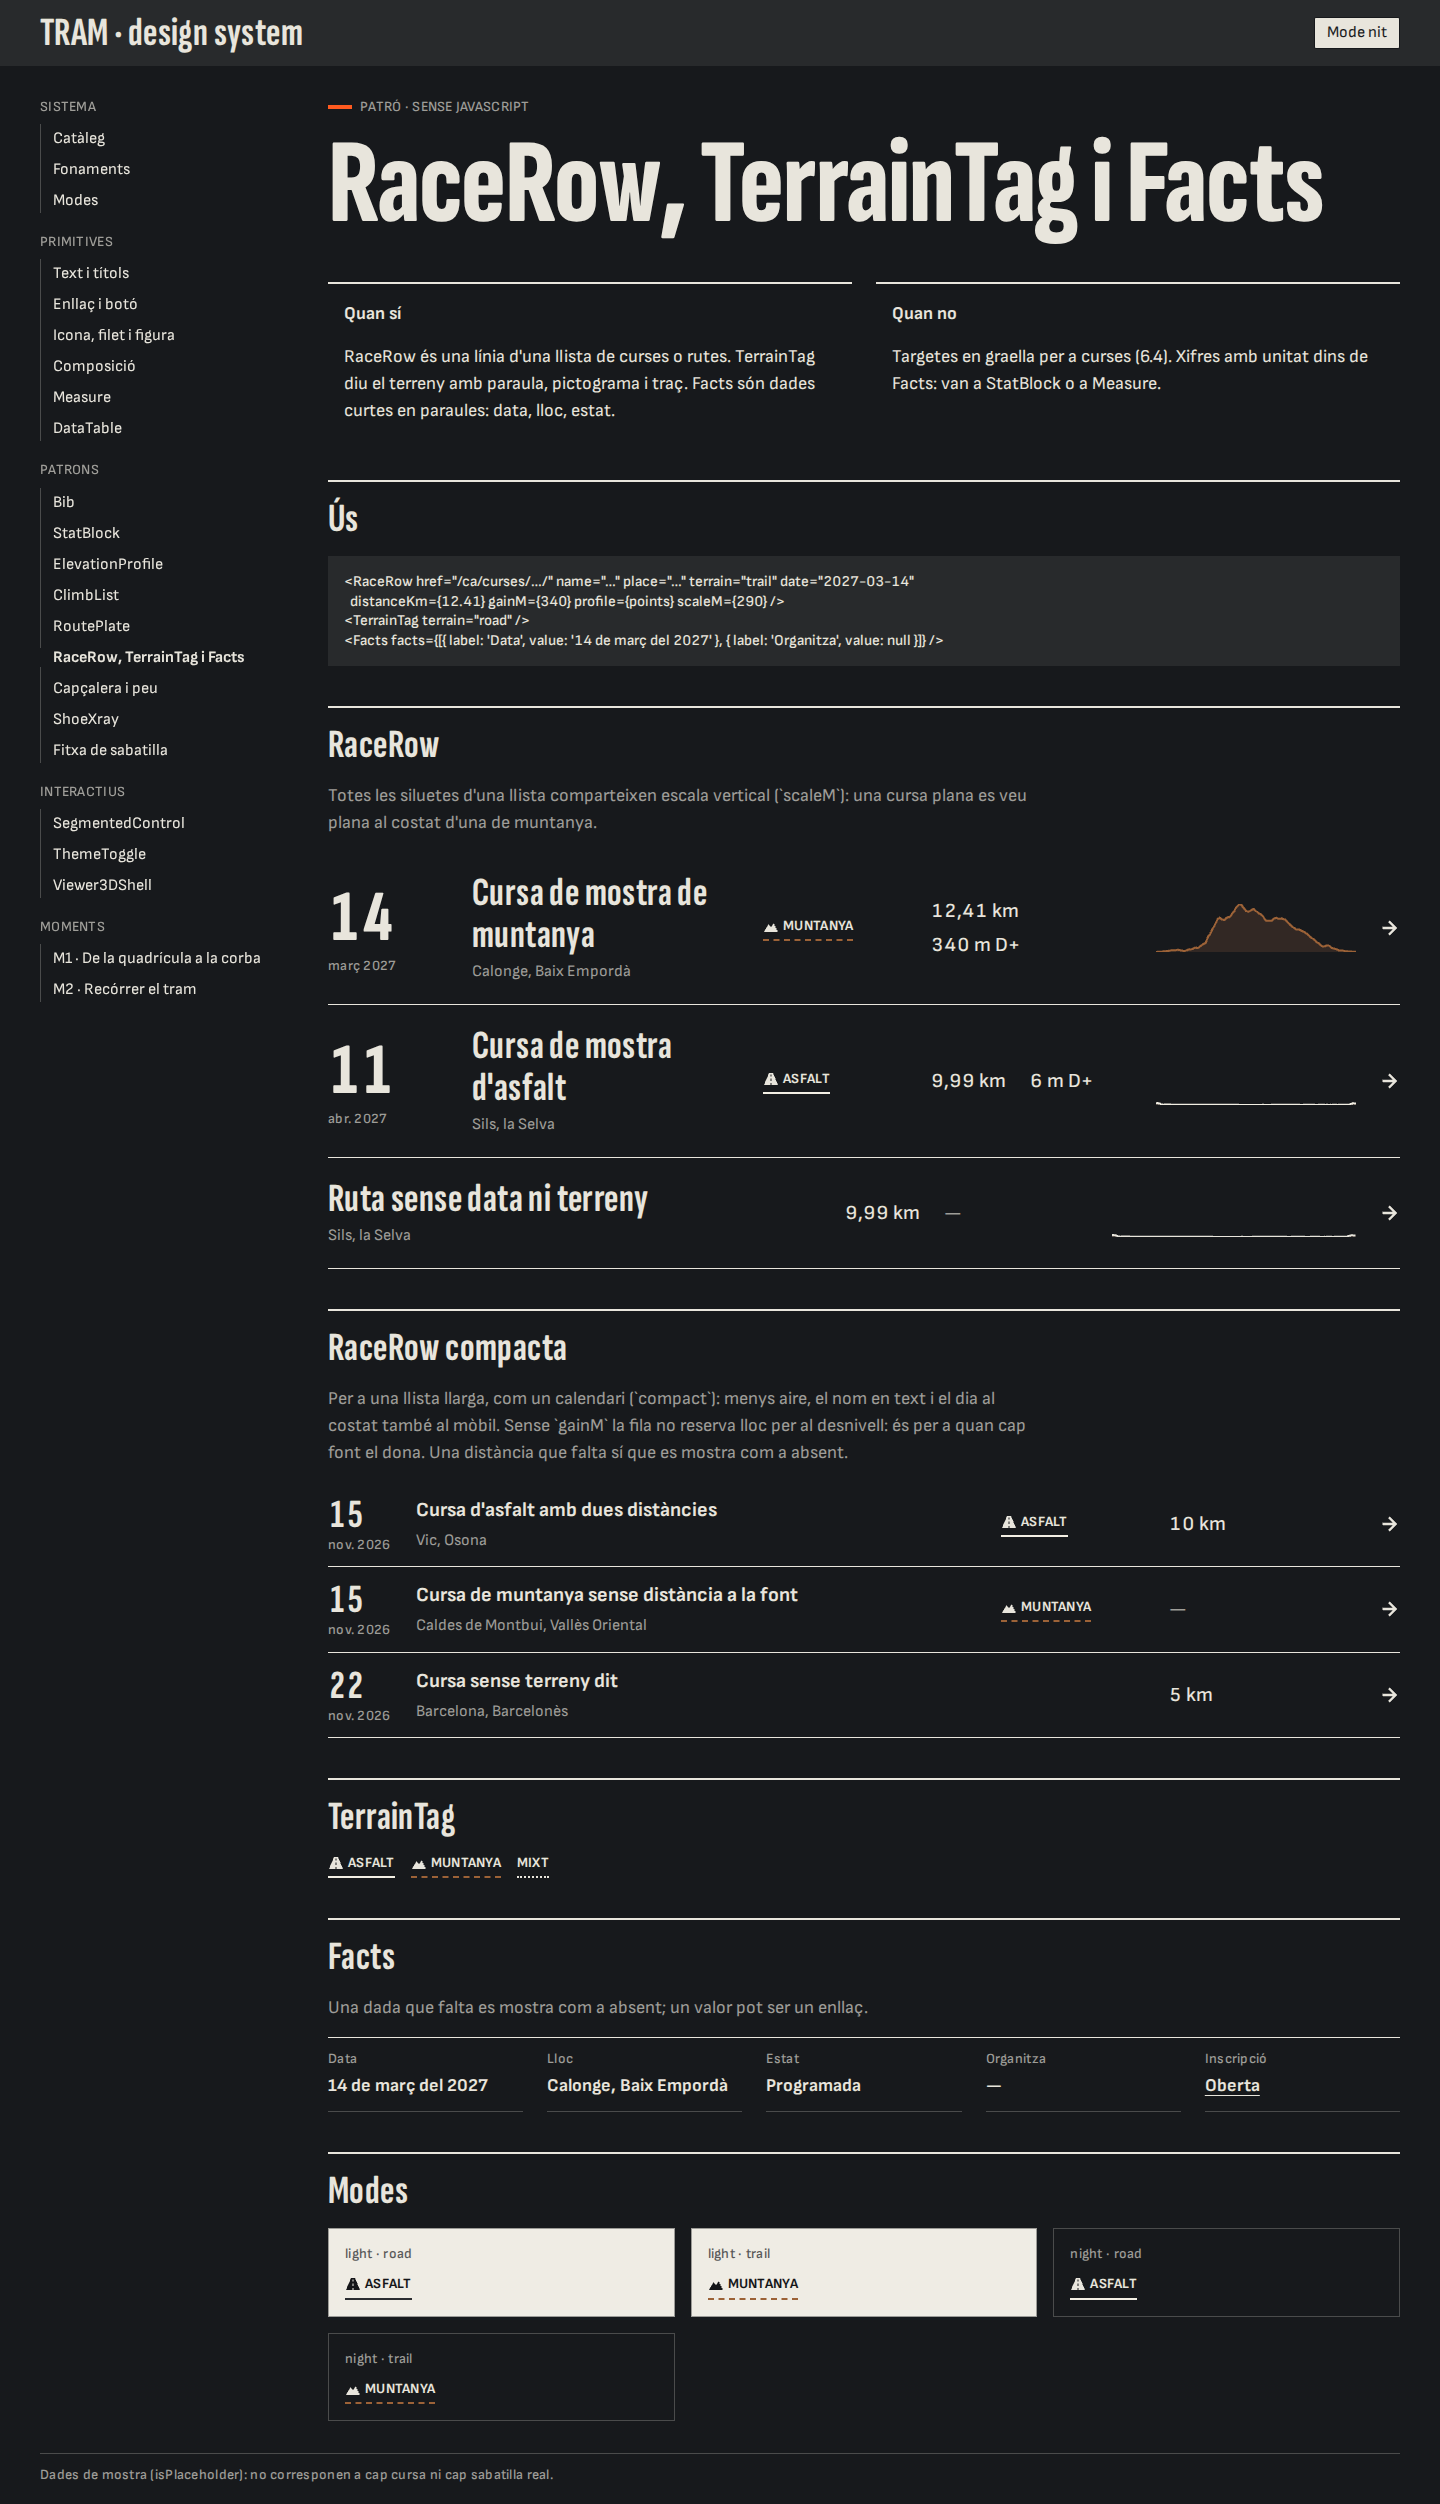 TRAM · design system
Mode nit
SISTEMA
Catàleg
Fonaments
Modes
PRIMITIVES
Text i títols
Enllaç i botó
Icona, filet i figura
Composició
Measure
DataTable
PATRONS
Bib
StatBlock
ElevationProfile
ClimbList
RoutePlate
RaceRow, TerrainTag i Facts
Capçalera i peu
ShoeXray
Fitxa de sabatilla
INTERACTIUS
SegmentedControl
ThemeToggle
Viewer3DShell
MOMENTS
M1 · De la quadrícula a la corba
M2 · Recórrer el tram
PATRÓ · SENSE JAVASCRIPT
RaceRow, TerrainTag i Facts
Quan sí
RaceRow és una línia d'una llista de curses o rutes. TerrainTag
diu el terreny amb paraula, pictograma i traç. Facts són dades
curtes en paraules: data, lloc, estat.
Quan no
Targetes en graella per a curses (6.4). Xifres amb unitat dins de
Facts: van a StatBlock o a Measure.
Ús
<RaceRow href="/ca/curses/…/" name="…" place="…" terrain="trail" date="2027-03-14"
distanceKm={12.41} gainM={340} profile={points} scaleM={290} />
<TerrainTag terrain="road" />
<Facts facts={[{ label: 'Data', value: '14 de març del 2027' }, { label: 'Organitza', value: null }]} />
RaceRow
Totes les siluetes d'una llista comparteixen escala vertical (`scaleM`): una cursa plana es veu
plana al costat d'una de muntanya.
14
març 2027
Cursa de mostra de
muntanya
Calonge, Baix Empordà
MUNTANYA
12,41 km
340 m D+
11
abr. 2027
Cursa de mostra
d'asfalt
Sils, la Selva
ASFALT
9,99 km 6 m D+
Ruta sense data ni terreny
Sils, la Selva
9,99 km —
RaceRow compacta
Per a una llista llarga, com un calendari (`compact`): menys aire, el nom en text i el dia al
costat també al mòbil. Sense `gainM` la fila no reserva lloc per al desnivell: és per a quan cap
font el dona. Una distància que falta sí que es mostra com a absent.
15
nov. 2026
Cursa d'asfalt amb dues distàncies
Vic, Osona
ASFALT
10 km
15
nov. 2026
Cursa de muntanya sense distància a la font
Caldes de Montbui, Vallès Oriental
MUNTANYA
—
22
nov. 2026
Cursa sense terreny dit
Barcelona, Barcelonès
5 km
TerrainTag
ASFALT MUNTANYA MIXT
Facts
Una dada que falta es mostra com a absent; un valor pot ser un enllaç.
Data
14 de març del 2027
Lloc
Calonge, Baix Empordà
Estat
Programada
Organitza
—
Inscripció
Oberta
Modes
light · road
ASFALT
light · trail
MUNTANYA
night · road
ASFALT
night · trail
MUNTANYA
Dades de mostra (isPlaceholder): no corresponen a cap cursa ni cap sabatilla real.